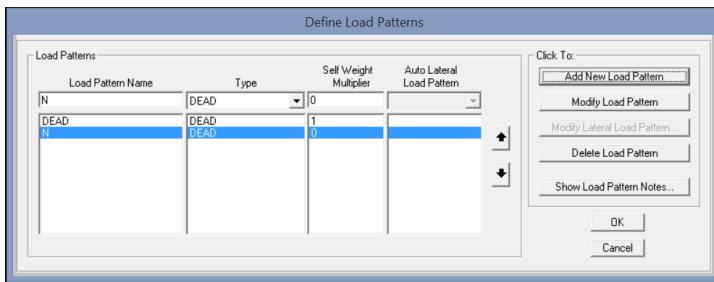 Define Load Patterns
Load Patterns
Load Pattern Name
Type
Self Weight
Multiplier
Auto Lateral
Load Pattern
N
DEAD
0
DEAD
DEAD
1
N
DEAD
0
Click To:
Add New Load Pattern
Modify Load Pattern
Modify Lateral Load Pattern...
Delete Load Pattern
Show Load Pattern Notes...
OK
Cancel